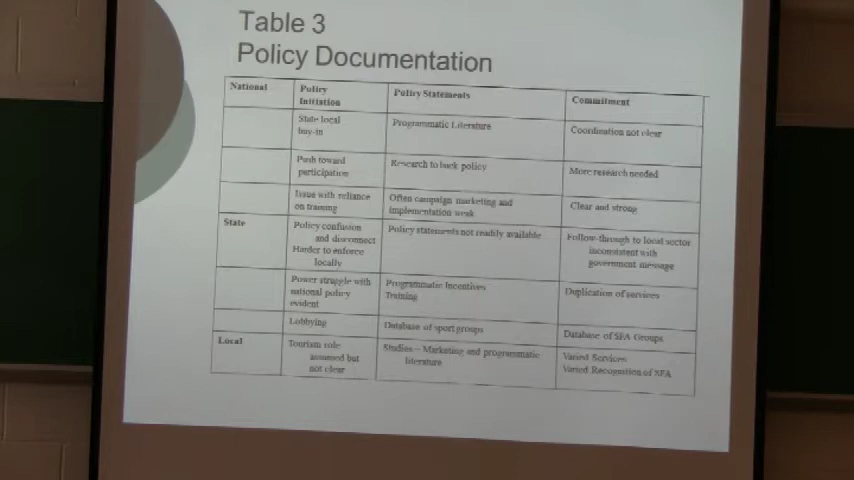 Table 3
Policy Documentation
National
Policy
Initiation
Policy Statements
Commitment
State local
buy-in
Programmatic Literature
Coordination not clear
Push toward
participation
Research to back policy
More research needed
Issue with reliance
on training
Often campaign marketing and
implementation weak
Clear and strong
State
Policy confusion
and disconnect
Harder to enforce
locally
Policy statements not readily available
Follow-through to local sector
inconsistent with
government message
Power struggle with
national policy
evident
Programmatic Incentives
Training
Duplication of services
Lobbying
Database of sport groups
Database of SFA Groups
Local
Tourism role
assumed but
not clear
Studies – Marketing and programmatic
literature
Varied Services
Varied Recognition of SFA